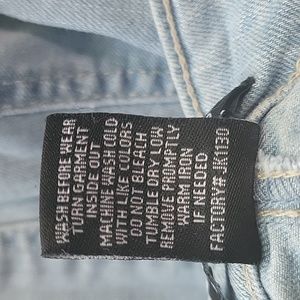 WASH BEFORE WEAR
TURN GARMENT
INSIDE OUT
MACHINE WASH COLD
WITH LIKE COLORS
DO NOT BLEACH
TUMBLE DRY LOW
REMOVE PROMPTLY
WARM IRON
IF NEEDED
FACTORY# JK1130